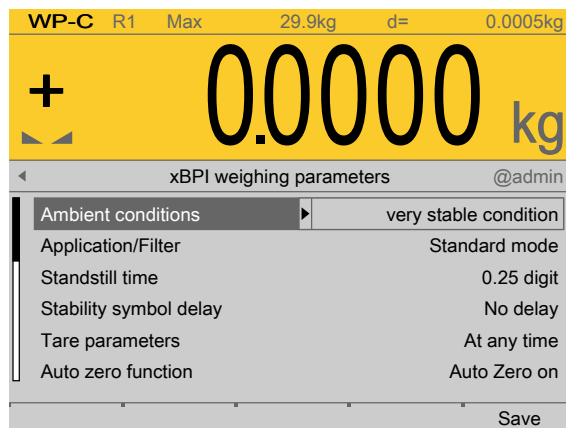 WP-C R1 Max 29.9kg d= 0.0005kg
+ 0.0000 kg
xBPI weighing parameters @admin
Ambient conditions very stable condition
Application/Filter Standard mode
Standstill time 0.25 digit
Stability symbol delay No delay
Tare parameters At any time
Auto zero function Auto Zero on
Save